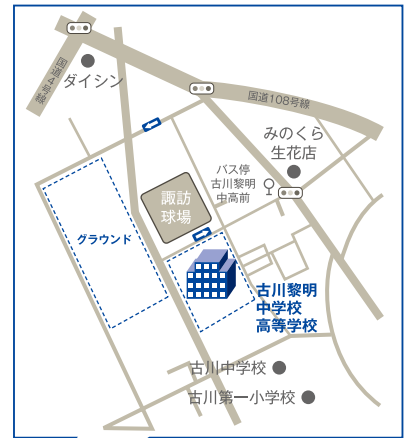 国道4号線
ダイシン
国道108号線
みのくら
生花店
バス停
古川黎明
中高前
諏訪
球場
グラウンド
古川黎明
中学校
高等学校
古川中学校
古川第一小学校